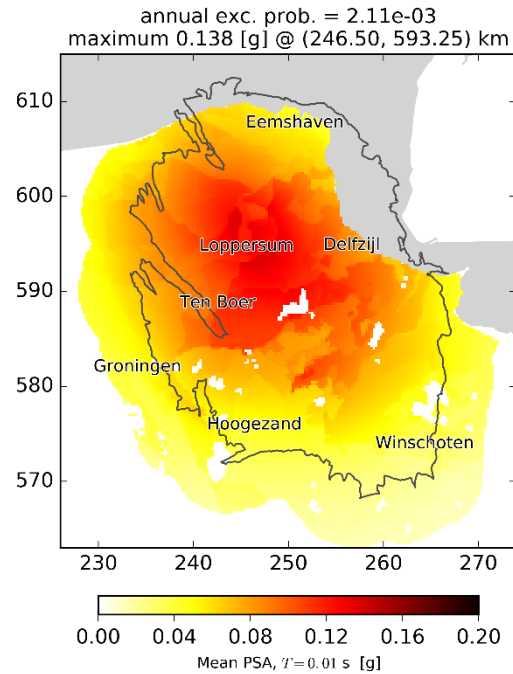 annual exc. prob. = 2.11e-03
maximum 0.138 [g] @ (246.50, 593.25) km
610
Eemshaven
600
Loppersum Delfzijl
590
Ten Boer
Groningen
580
Hoogezand
Winschoten
570
230 240 250 260 270
0.00 0.04 0.08 0.12 0.16 0.20
Mean PSA, T=0.01 s [g]